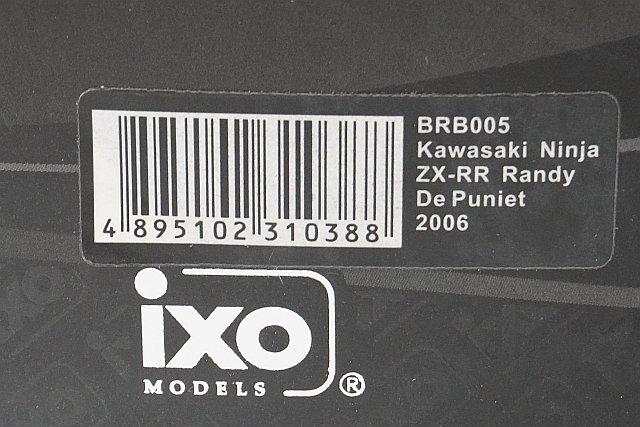 BRB005
Kawasaki Ninja
ZX-RR Randy
De Puniet
2006
4 895102 310388
ixo
MODELS ®